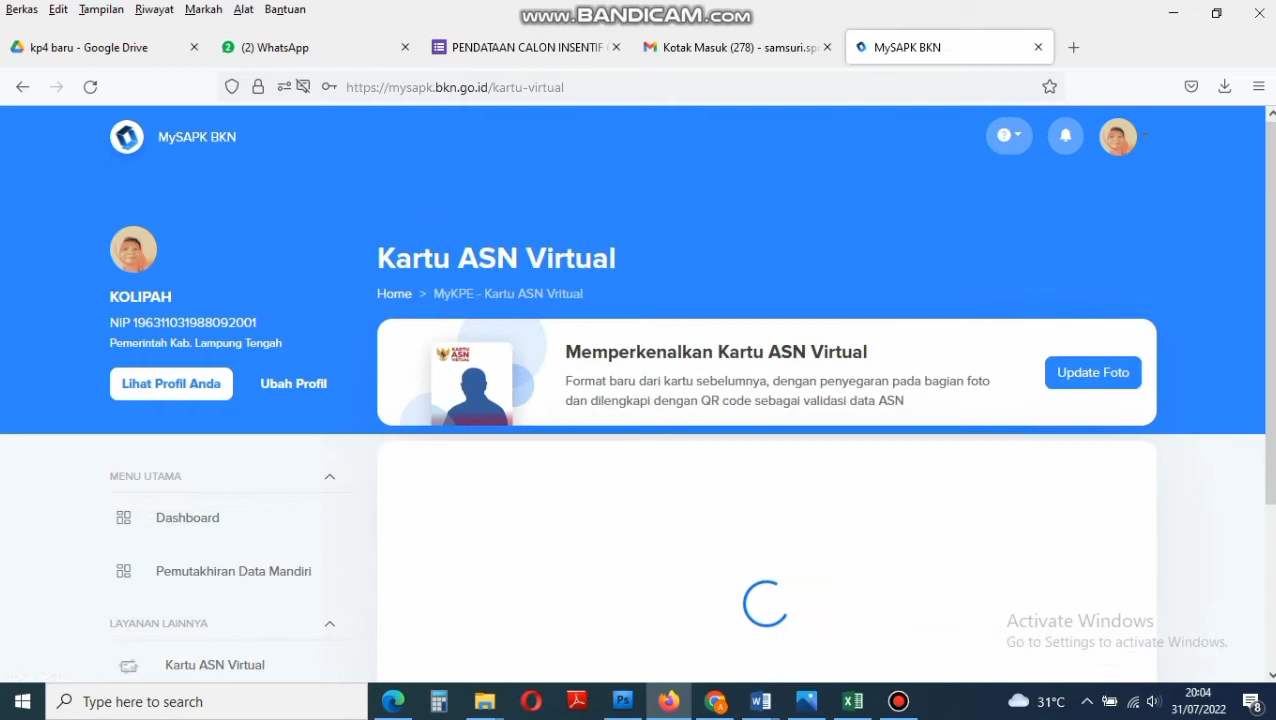 Berkas Edit Tampilan Riwayat Markah Alat Bantuan
www.BANDICAM.com
kp4 baru - Google Drive
(2) WhatsApp
PENDATAAN CALON INSENTIF
Kotak Masuk (278) - samsuri.sp
MySAPK BKN
https://mysapk.bkn.go.id/kartu-virtual
MySAPK BKN
KOLIPAH
NIP 196311031988092001
Pemerintah Kab. Lampung Tengah
Lihat Profil Anda
Ubah Profil
Kartu ASN Virtual
Home > MyKPE - Kartu ASN Vritual
KARTU
ASN
VIRTUAL
Memperkenalkan Kartu ASN Virtual
Format baru dari kartu sebelumnya, dengan penyegaran pada bagian foto
dan dilengkapi dengan QR code sebagai validasi data ASN
Update Foto
MENU UTAMA
Dashboard
Pemutakhiran Data Mandiri
LAYANAN LAINNYA
Kartu ASN Virtual
Activate Windows
Go to Settings to activate Windows.
Type here to search
31°C
20:04
31/07/2022
8